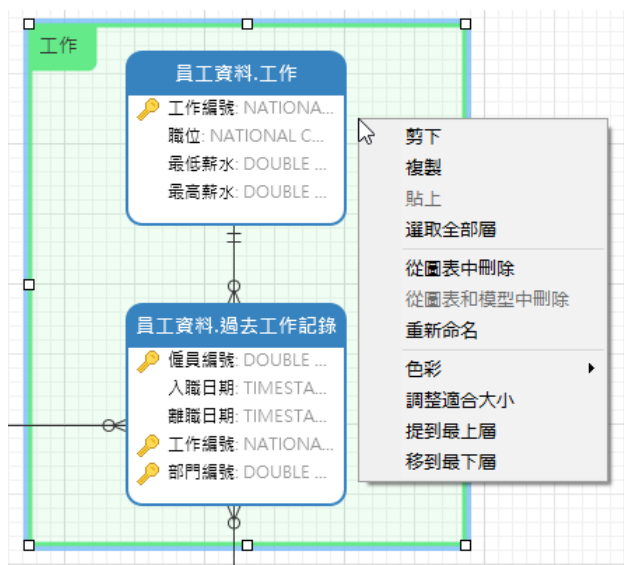 工作
員工資料.工作
工作編號: NATIONA...
職位: NATIONAL C...
最低薪水: DOUBLE ...
最高薪水: DOUBLE ...
員工資料.過去工作記錄
僱員編號: DOUBLE ...
入職日期: TIMESTA...
離職日期: TIMESTA...
工作編號: NATIONA...
部門編號: DOUBLE ...
剪下
複製
貼上
選取全部層
從圖表中刪除
從圖表和模型中刪除
重新命名
色彩
調整適合大小
提到最上層
移到最下層